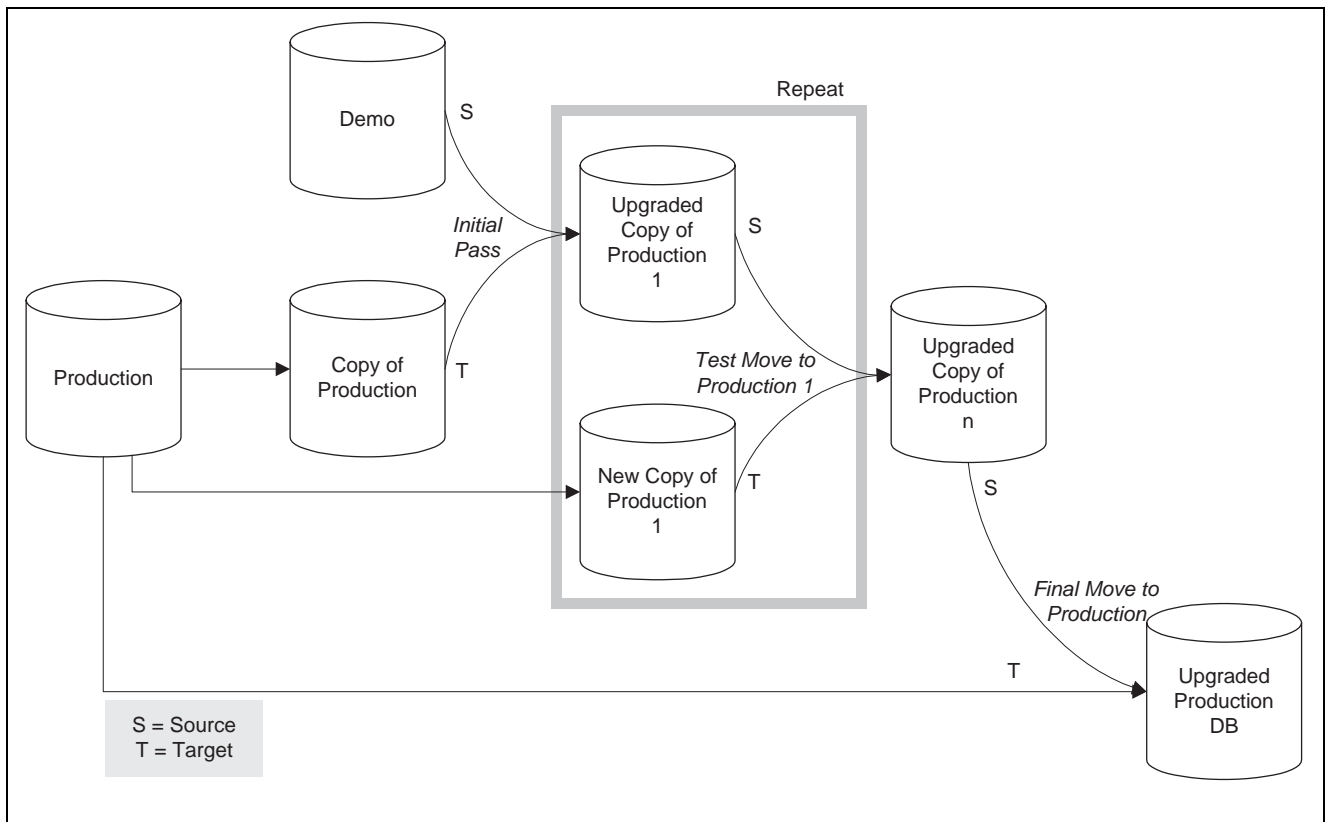 Repeat
Demo
S
Initial
Pass
Upgraded
Copy of
Production
1
S
Production
Copy of
Production
T
Test Move to
Production 1
Upgraded
Copy of
Production
n
New Copy of
Production
1
T
S
Final Move to
Production
T
Upgraded
Production
DB
S = Source
T = Target